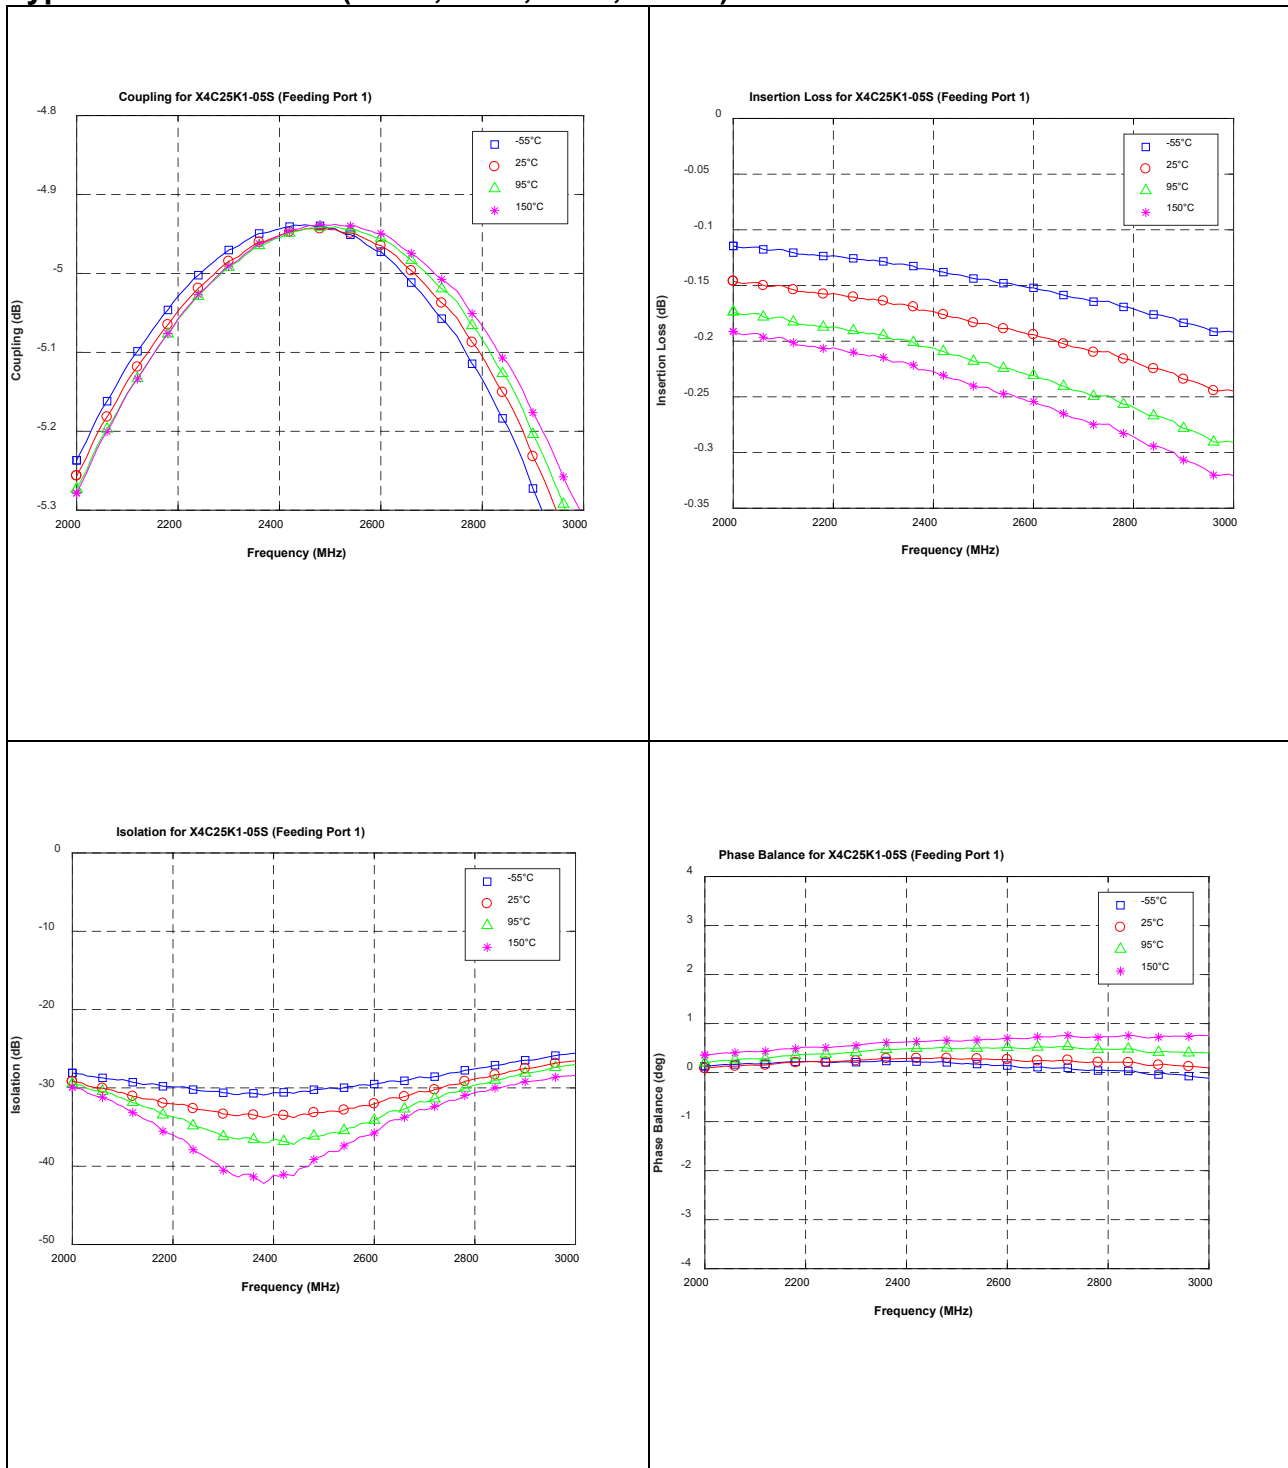 Coupling for X4C25K1-05S (Feeding Port 1)
-4.8
-4.9
-5
-5.1
-5.2
-5.3
Coupling (dB)
-55°C
25°C
95°C
150°C
2000
2200
2400
2600
2800
3000
Frequency (MHz)
Insertion Loss for X4C25K1-05S (Feeding Port 1)
0
-0.05
-0.1
-0.15
-0.2
-0.25
-0.3
-0.35
Insertion Loss (dB)
-55°C
25°C
95°C
150°C
2000
2200
2400
2600
2800
3000
Frequency (MHz)
Isolation for X4C25K1-05S (Feeding Port 1)
0
-10
-20
-30
-40
-50
Isolation (dB)
-55°C
25°C
95°C
150°C
2000
2200
2400
2600
2800
3000
Frequency (MHz)
Phase Balance for X4C25K1-05S (Feeding Port 1)
4
3
2
1
0
-1
-2
-3
-4
Phase Balance (deg)
-55°C
25°C
95°C
150°C
2000
2200
2400
2600
2800
3000
Frequency (MHz)